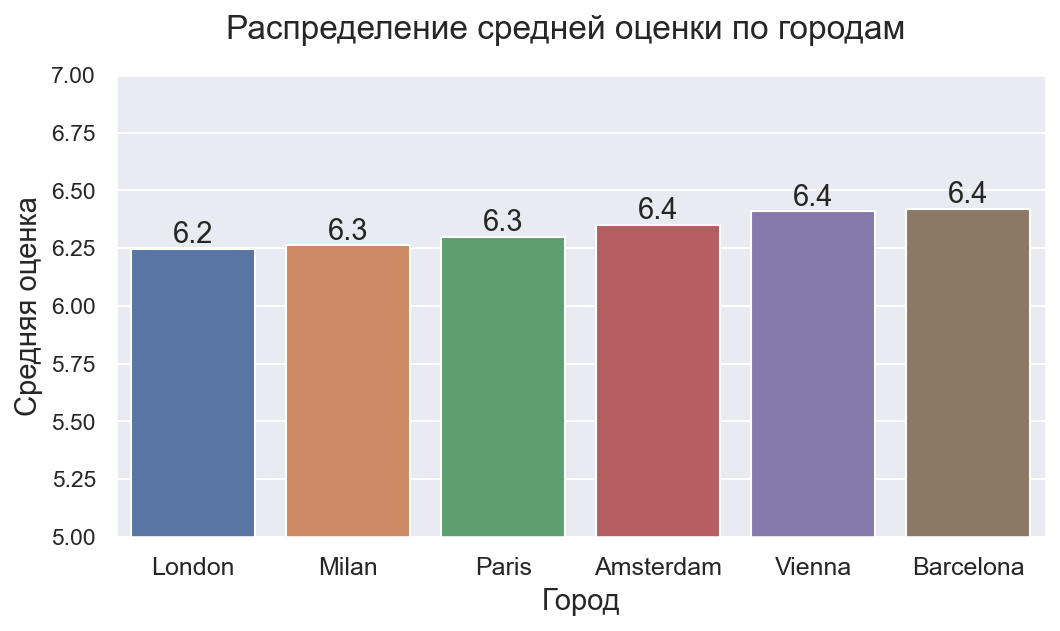 Распределение средней оценки по городам
Средняя оценка
7.00
6.75
6.50
6.25
6.00
5.75
5.50
5.25
5.00
6.2 6.3 6.3 6.4 6.4 6.4
London Milan Paris Amsterdam Vienna Barcelona
Город